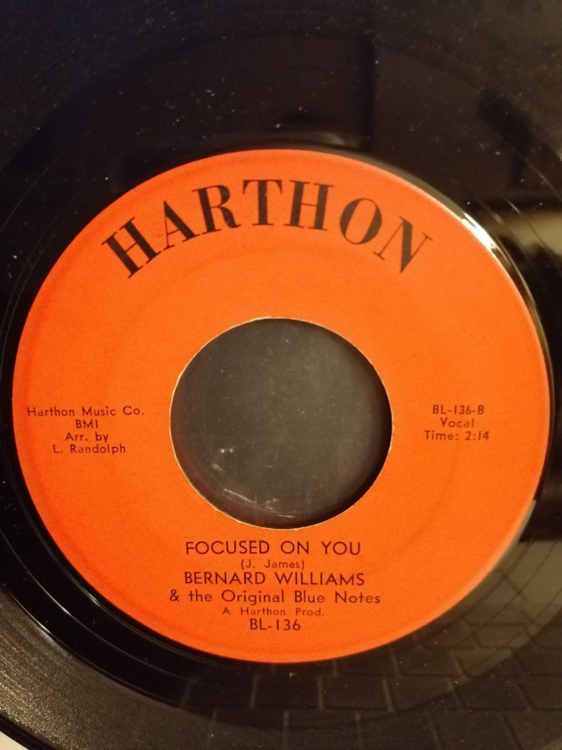 HARTHON
Harthon Music Co.
BMI
Arr. by
L. Randolph
BL-136-B
Vocal
Time: 2:14
FOCUSED ON YOU
(J. James)
BERNARD WILLIAMS
& the Original Blue Notes
A Harthon Prod.
BL-136